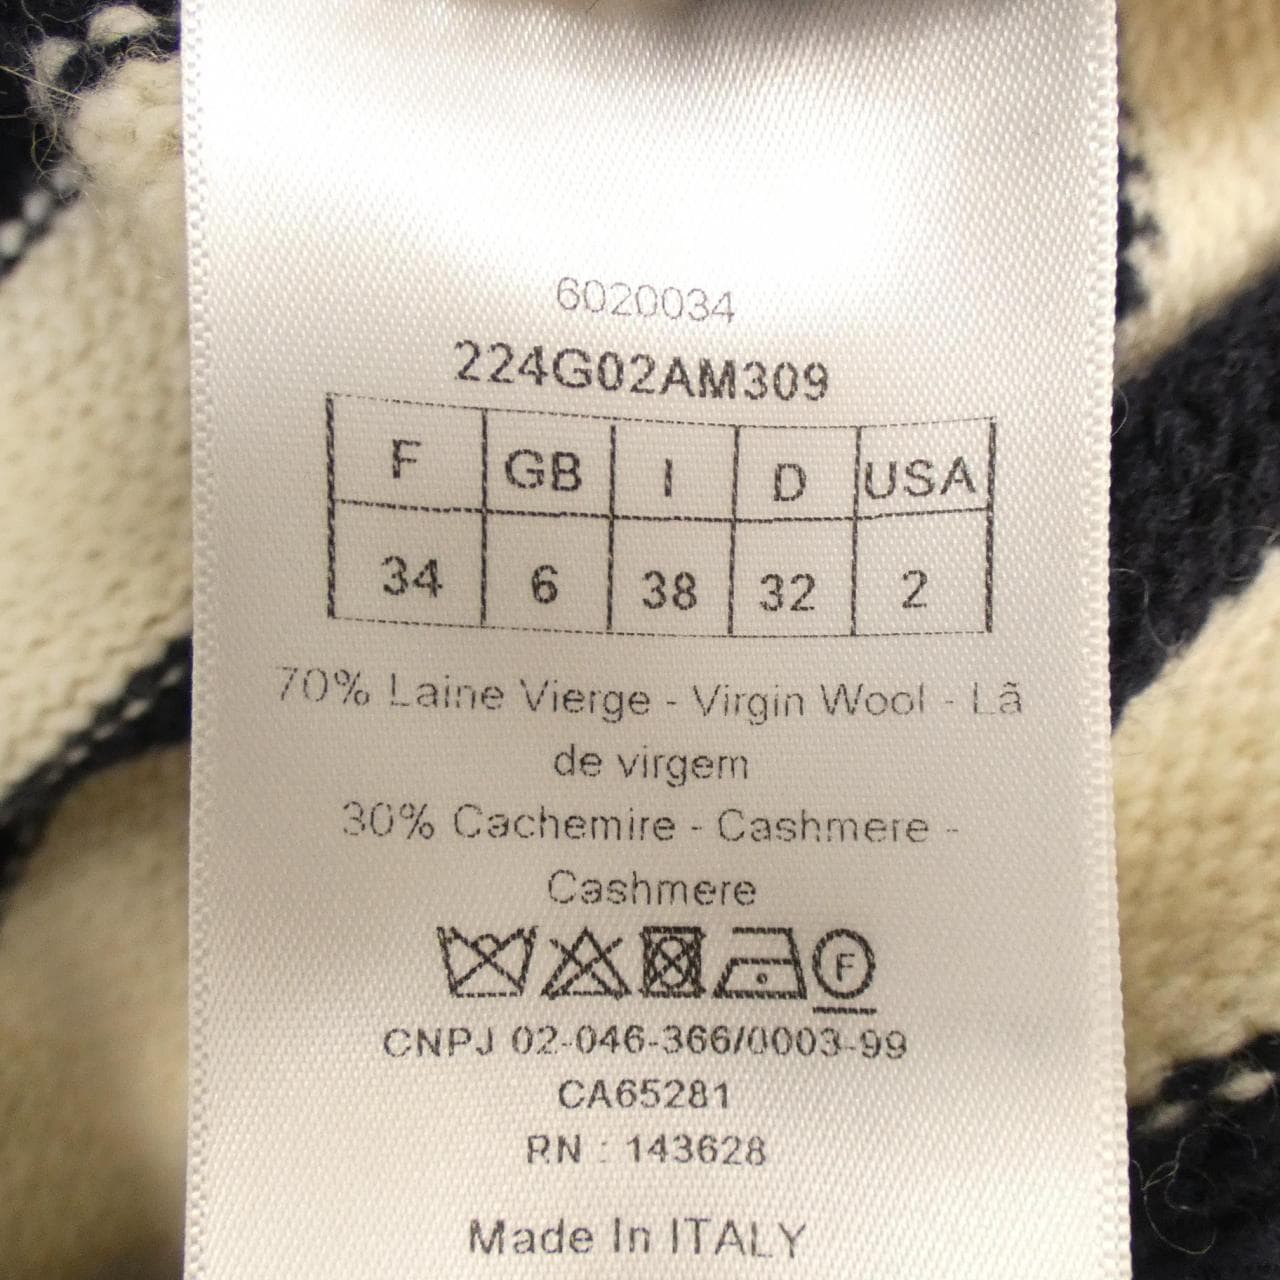 6020034
224G02AM309
F GB I D USA
34 6 38 32 2
70% Laine Vierge - Virgin Wool - Lã
de virgem
30% Cachemire - Cashmere -
Cashmere
F
CNPJ 02-046-366/0003-99
CA65281
RN : 143628
Made In ITALY